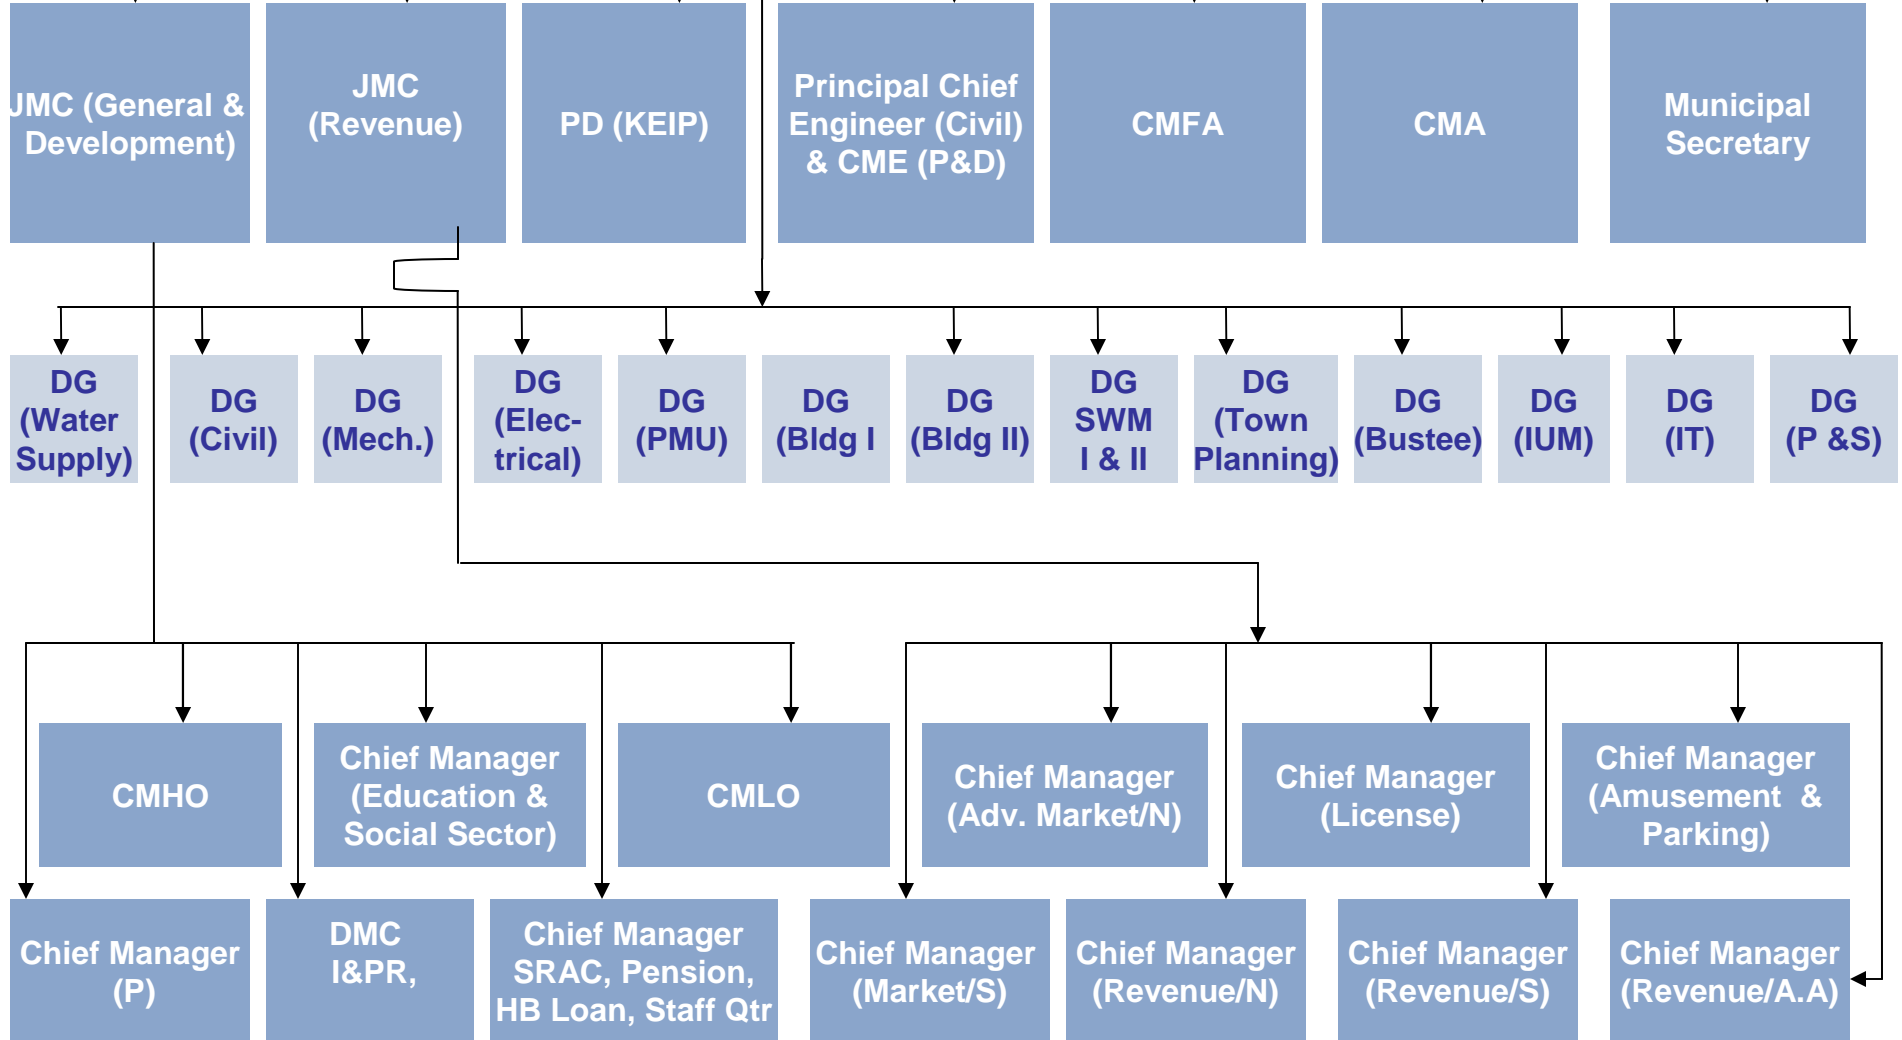 JMC (General &
Development)
JMC
(Revenue)
PD (KEIP)
Principal Chief
Engineer (Civil)
& CME (P&D)
CMFA
CMA
Municipal
Secretary
DG
(Water
Supply)
DG
(Civil)
DG
(Mech.)
DG
(Elec-
trical)
DG
(PMU)
DG
(Bldg I
DG
(Bldg II)
DG
SWM
I & II
DG
(Town
Planning)
DG
(Bustee)
DG
(IUM)
DG
(IT)
DG
(P &S)
CMHO
Chief Manager
(Education &
Social Sector)
CMLO
Chief Manager
(Adv. Market/N)
Chief Manager
(License)
Chief Manager
(Amusement &
Parking)
Chief Manager
(P)
DMC
I&PR,
Chief Manager
SRAC, Pension,
HB Loan, Staff Qtr
Chief Manager
(Market/S)
Chief Manager
(Revenue/N)
Chief Manager
(Revenue/S)
Chief Manager
(Revenue/A.A)